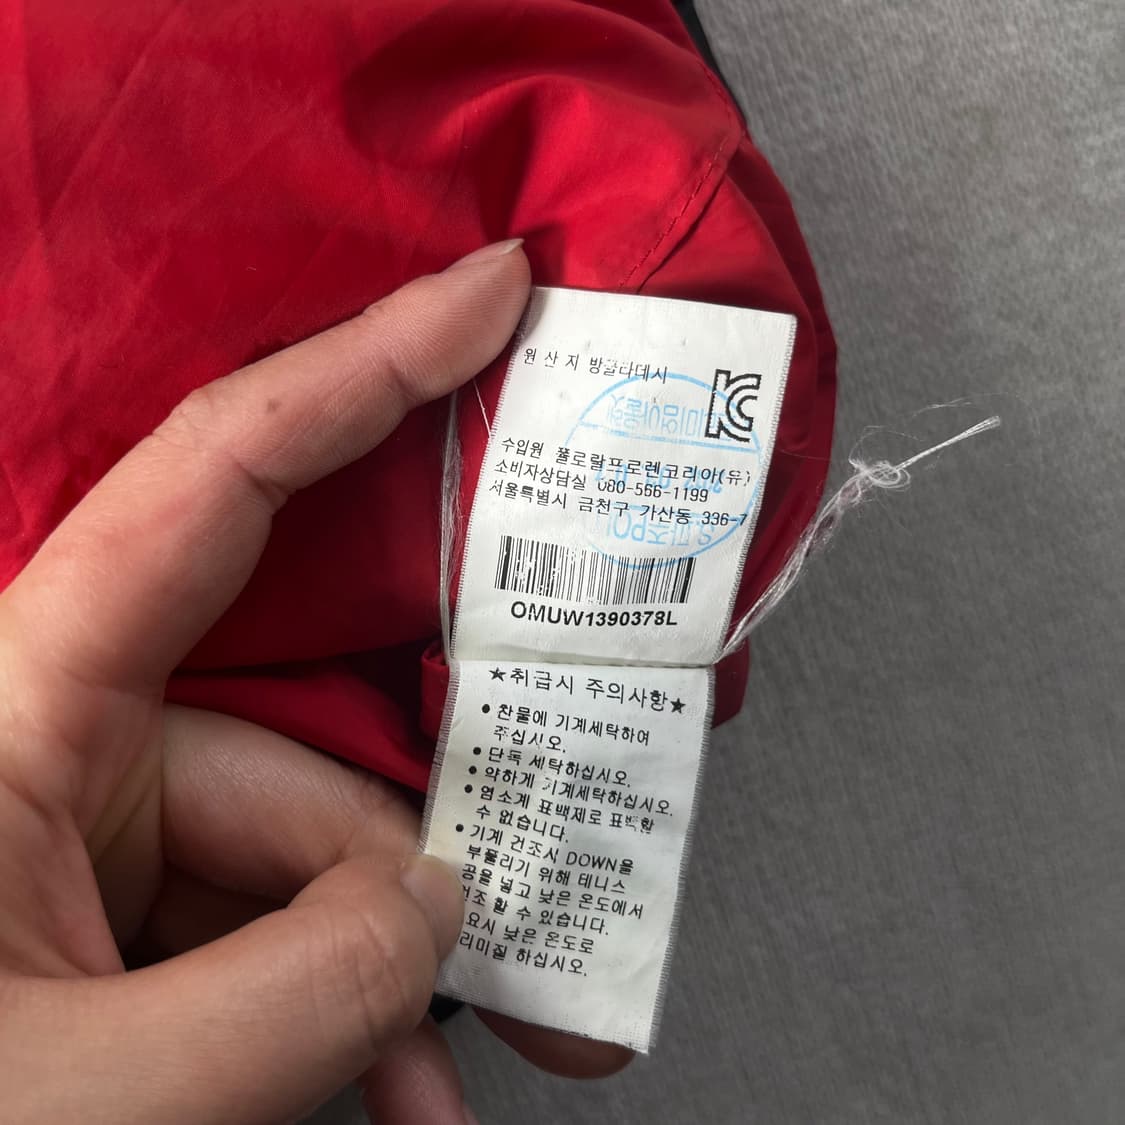 원 산 지 방글라데시
수입원 폴로랄프로렌코리아(유)
소비자상담실 080-566-1199
서울특별시 금천구 가산동 336-7
OMUW1390378L
★취급시 주의사항★
● 찬물에 기계세탁하여
주십시오.
● 단독 세탁하십시오.
● 약하게 기계세탁하십시오.
● 염소계 표백제로 표백할
수 없습니다.
● 기계 건조시 DOWN을
부풀리기 위해 테니스
공을 넣고 낮은 온도에서
건조 할 수 있습니다.
요시 낮은 온도로
리미질 하십시오.